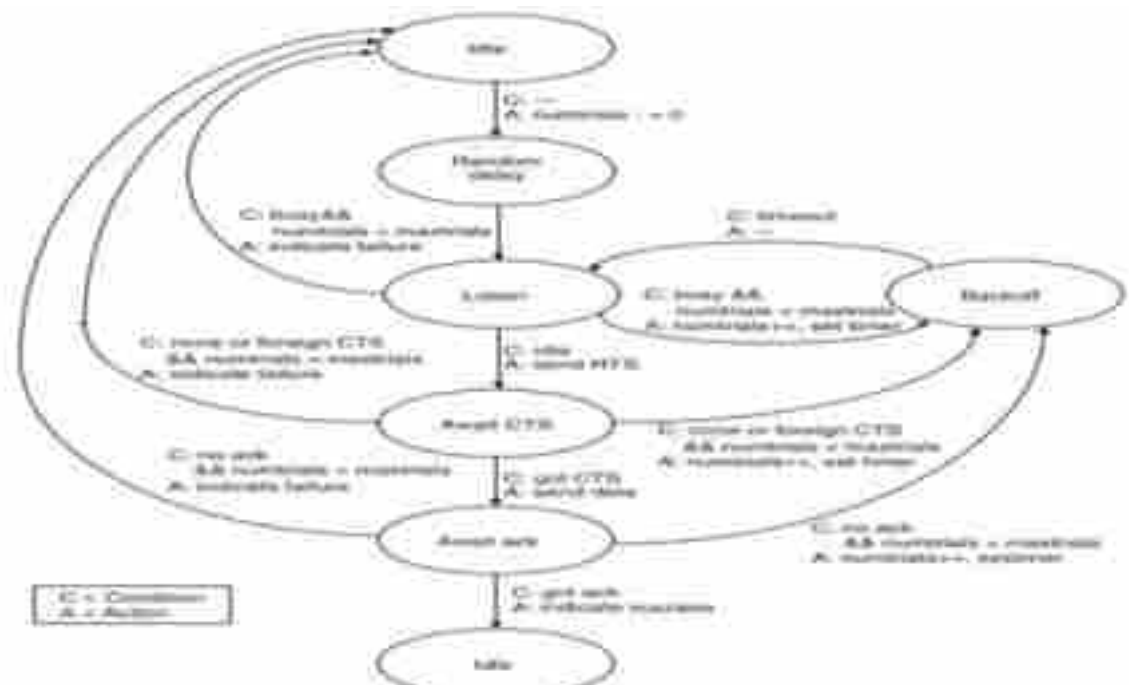 Idle
C: —
A: numtrials : = 0
Random
delay
C: busy &&
numtrials = maxtrials
A: indicate failure
C: timeout
A: —
Listen
C: busy &&
numtrials < maxtrials
A: numtrials++, set timer
Backoff
C: idle
A: send RTS
C: none or foreign CTS
&& numtrials = maxtrials
A: indicate failure
Await CTS
C: none or foreign CTS
&& numtrials < maxtrials
A: numtrials++, set timer
C: no ack
&& numtrials = maxtrials
A: indicate failure
C: got CTS
A: send data
Await ack
C: no ack
&& numtrials < maxtrials
A: numtrials++,
C: got ack
A: indicate success
C = Condition
A = Action
Idle